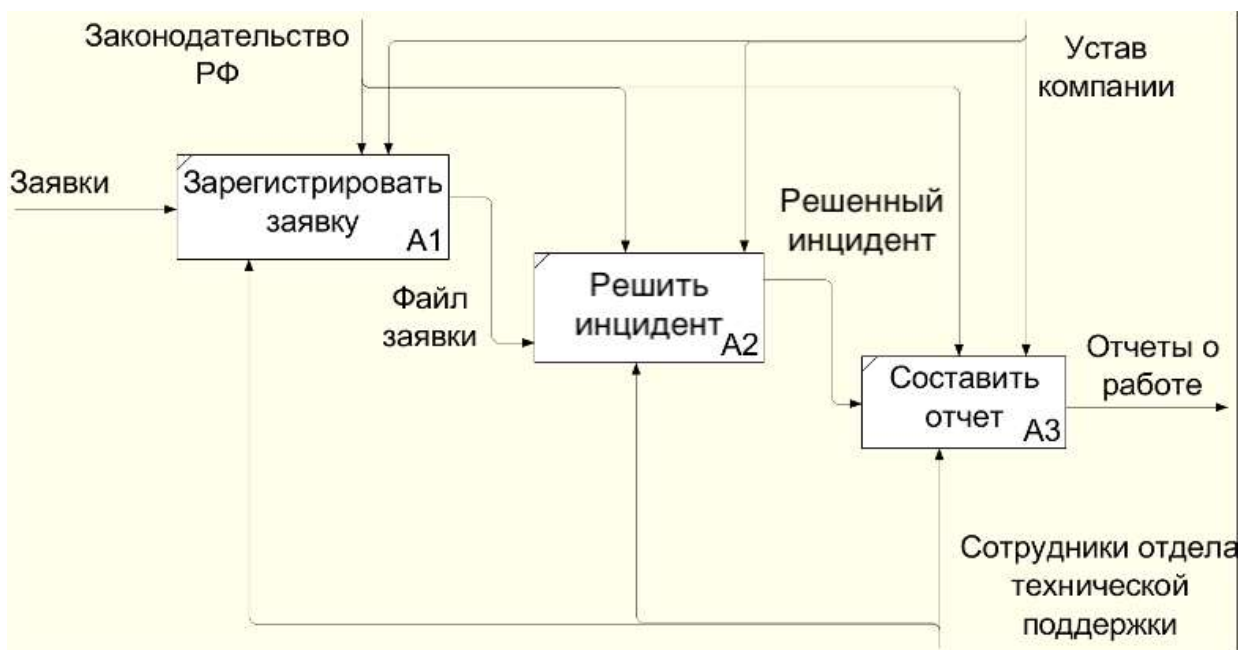 Законодательство
РФ
Устав
компании
Заявки
Зарегистрировать
заявку
A1
Файл
заявки
Решить
инцидент
A2
Решенный
инцидент
Составить
отчет
A3
Отчеты о
работе
Сотрудники отдела
технической
поддержки